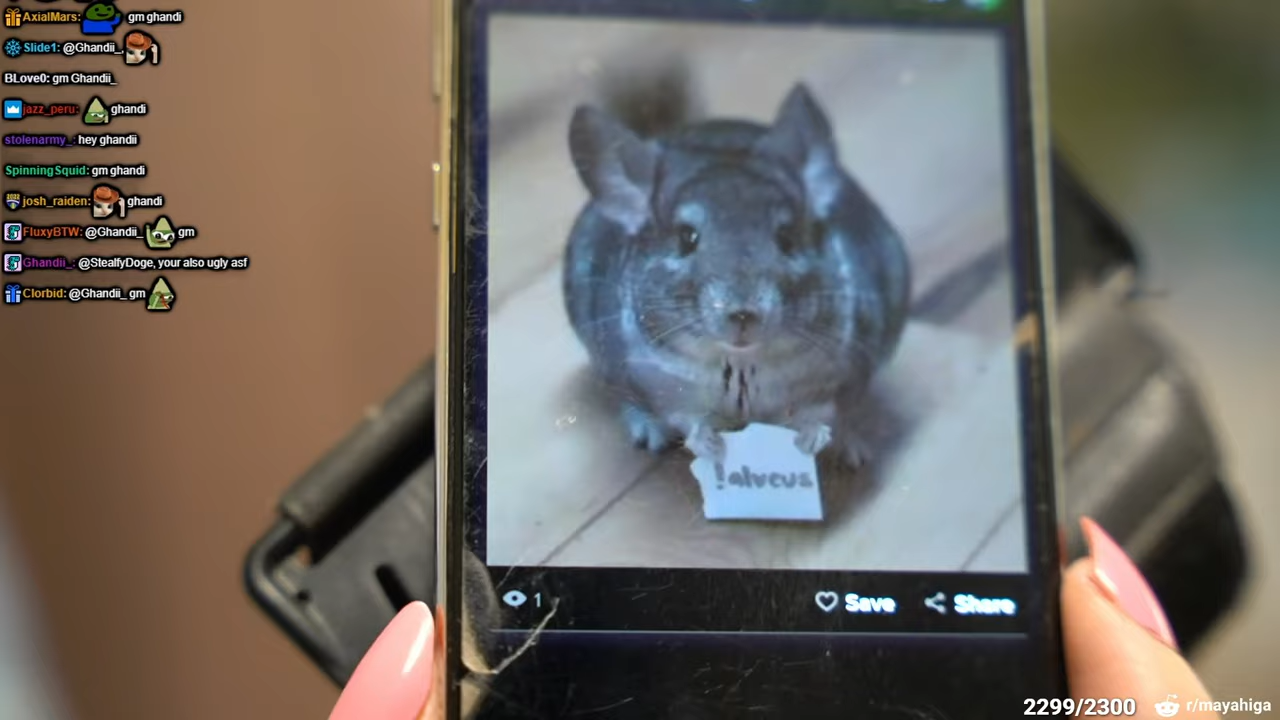 AxialMars: gm ghandi
Slide1: @Ghandii_
BLove0: gm Ghandii_
jazz_peru: ghandi
stolenarmy_: hey ghandii
SpinningSquid: gm ghandi
josh_raiden: ghandi
FluxyBTW: @Ghandii_ gm
Ghandii_: @StealfyDoge, your also ugly asf
Clorbid: @Ghandii_ gm
!alveus
1 Save Share
2299/2300 r/mayahiga